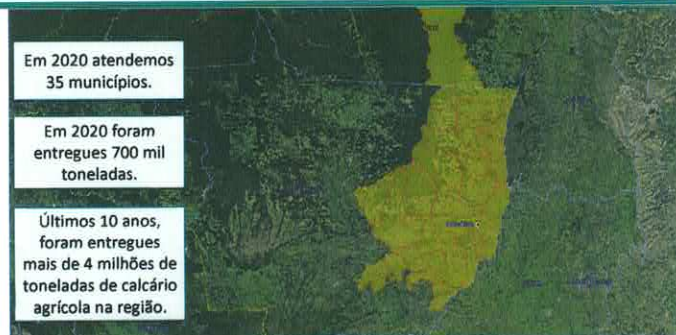 Em 2020 atendemos
35 municípios.
Em 2020 foram
entregues 700 mil
toneladas.
Últimos 10 anos,
foram entregues
mais de 4 milhões de
toneladas de calcário
agrícola na região.